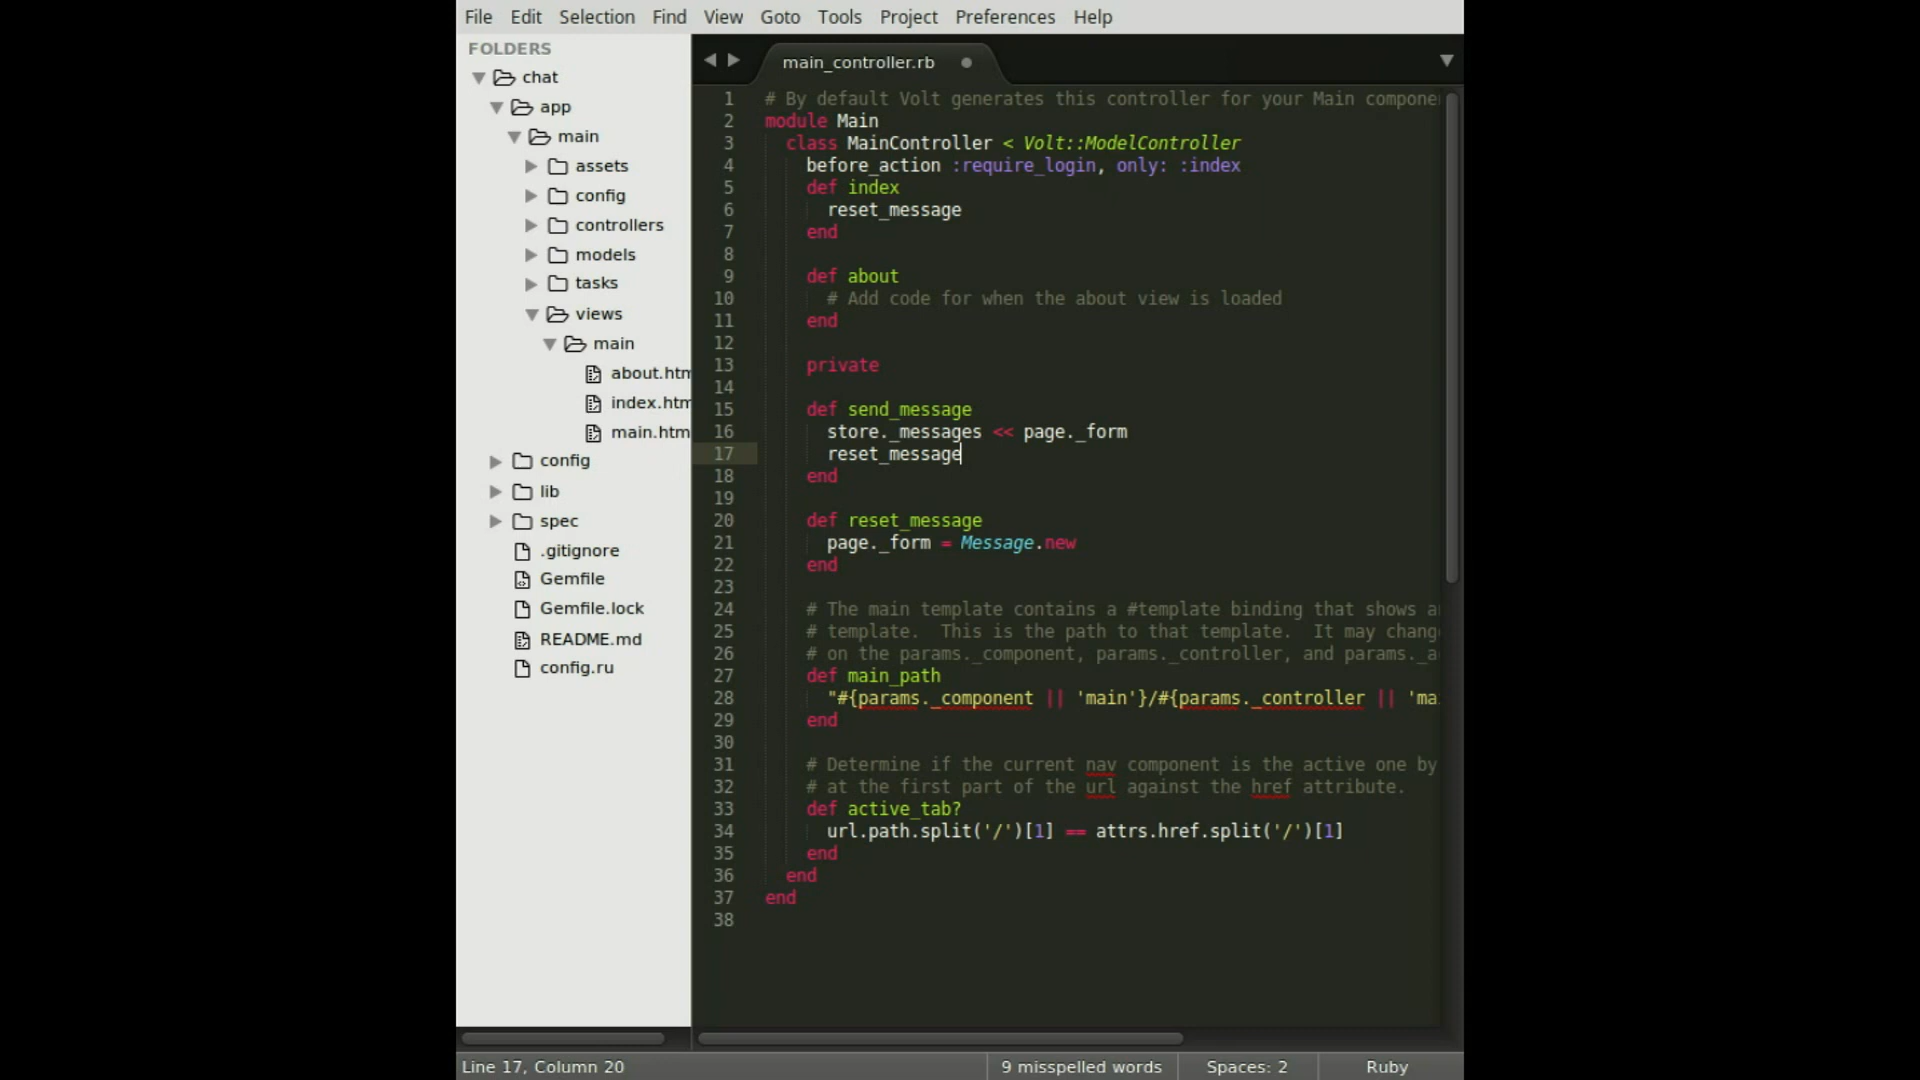 File Edit Selection Find View Goto Tools Project Preferences Help
FOLDERS
chat
app
main
assets
config
controllers
models
tasks
views
main
about.htm
index.htm
main.htm
config
lib
spec
.gitignore
Gemfile
Gemfile.lock
README.md
config.ru
main_controller.rb
1 # By default Volt generates this controller for your Main compone
2 module Main
3 class MainController < Volt::ModelController
4 before_action :require_login, only: :index
5 def index
6 reset_message
7 end
8
9 def about
10 # Add code for when the about view is loaded
11 end
12
13 private
14
15 def send_message
16 store._messages << page._form
17 reset_message
18 end
19
20 def reset_message
21 page._form = Message.new
22 end
23
24 # The main template contains a #template binding that shows a
25 # template.  This is the path to that template.  It may chang
26 # on the params._component, params._controller, and params._a
27 def main_path
28 "#{params._component || 'main'}/#{params._controller || 'ma
29 end
30
31 # Determine if the current nav component is the active one by
32 # at the first part of the url against the href attribute.
33 def active_tab?
34 url.path.split('/')[1] == attrs.href.split('/')[1]
35 end
36 end
37 end
38
Line 17, Column 20 9 misspelled words Spaces: 2 Ruby